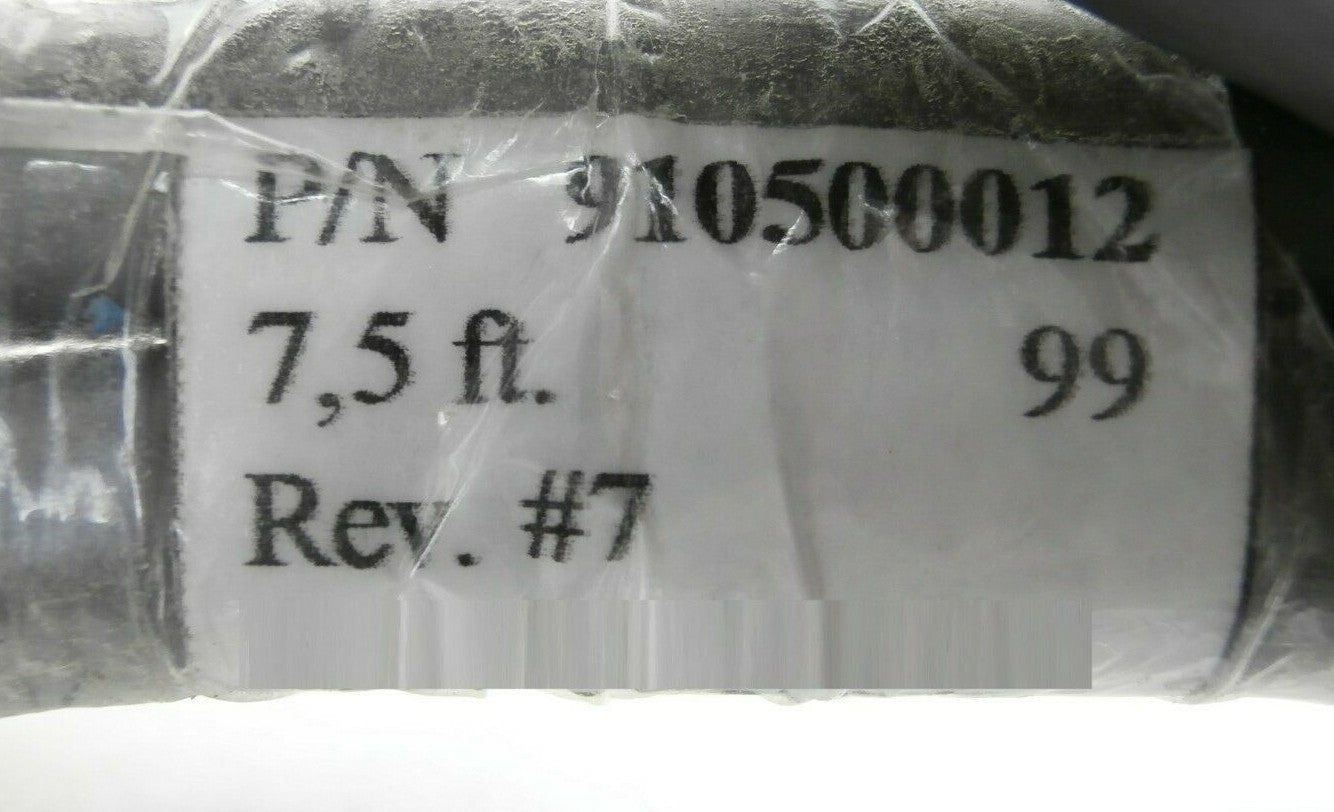 P/N 910500012
7,5 ft. 99
Rev. #7